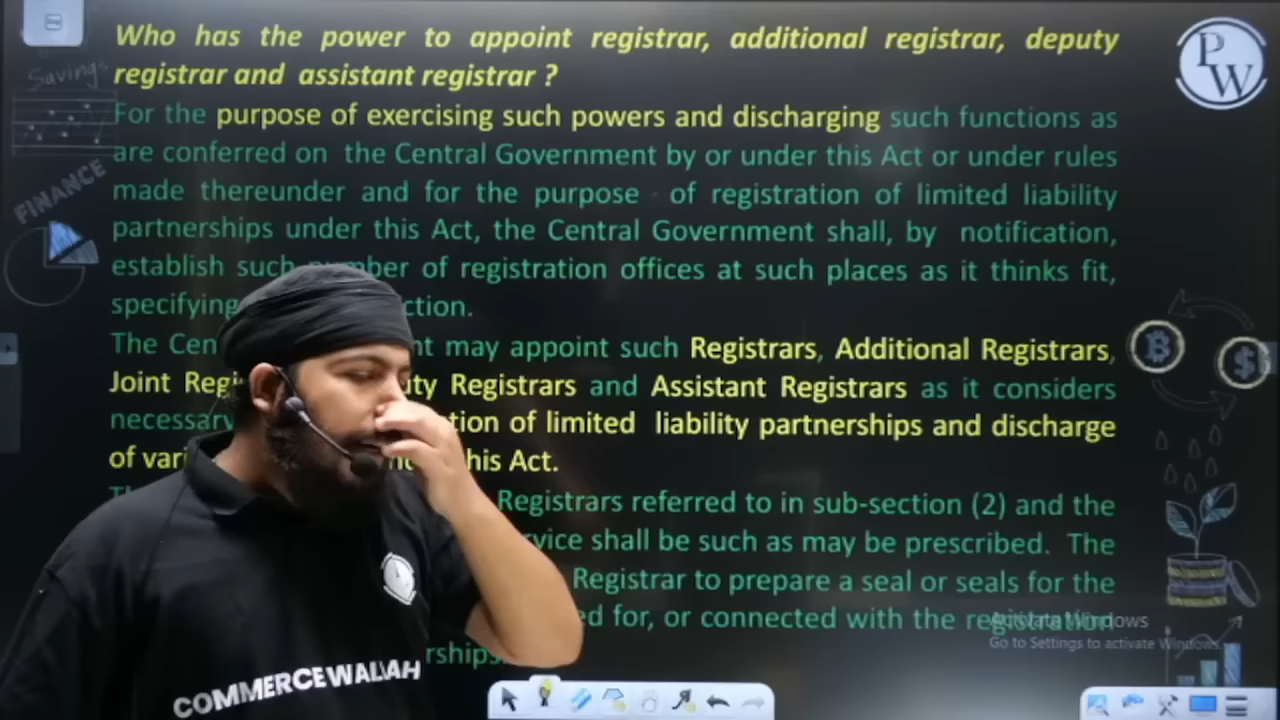 Who has the power to appoint registrar, additional registrar, deputy
registrar and assistant registrar ?
For the purpose of exercising such powers and discharging such functions as
are conferred on the Central Government by or under this Act or under rules
made thereunder and for the purpose of registration of limited liability
partnerships under this Act, the Central Government shall, by notification,
establish such number of registration offices at such places as it thinks fit,
specifying ction.
The Cen nt may appoint such Registrars, Additional Registrars,
Joint Regi ty Registrars and Assistant Registrars as it considers
necessary tion of limited liability partnerships and discharge
of vari his Act.
Registrars referred to in sub-section (2) and the
rvice shall be such as may be prescribed. The
Registrar to prepare a seal or seals for the
ed for, or connected with the registration
rships.
Savings
FINANCE
PW
COMMERCEWALLAH
Activate Windows
Go to Settings to activate Windows.